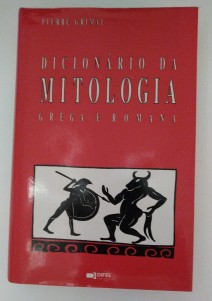 PIERRE GRIMAL
DICIONÁRIO DA
MITOLOGIA
GREGA E ROMANA